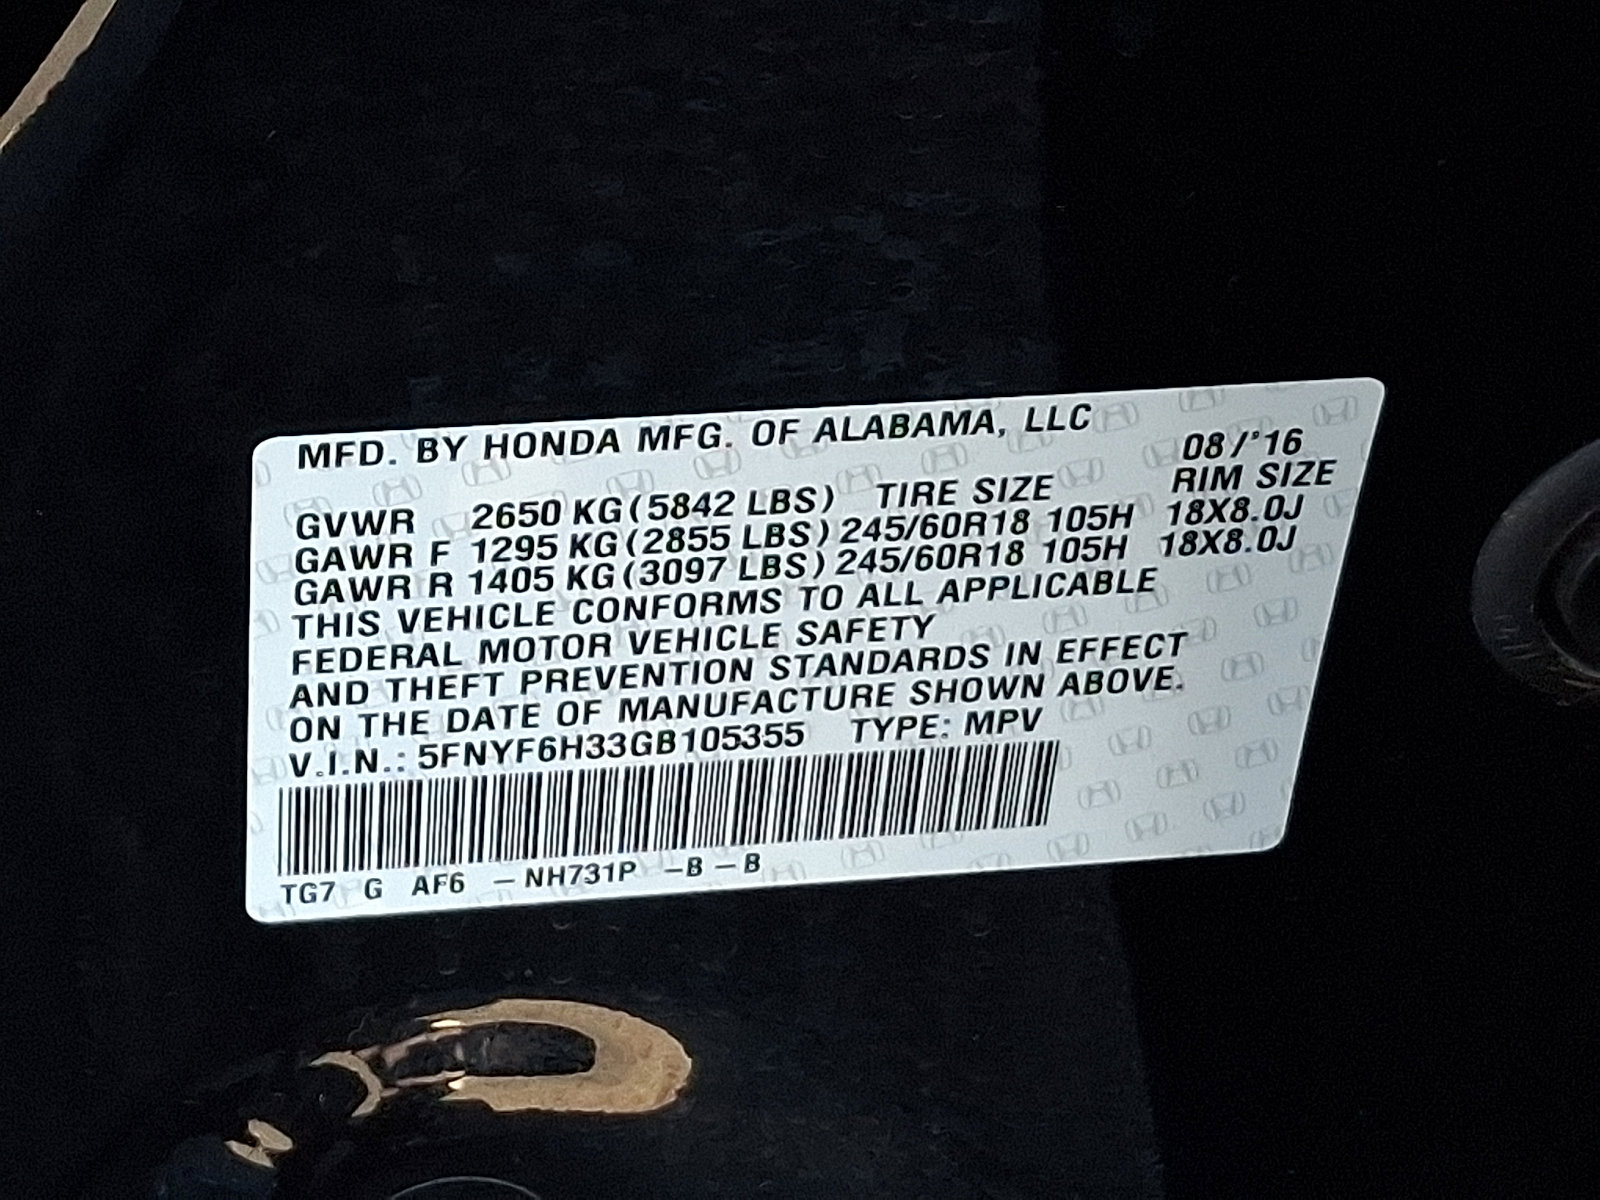 MFD. BY HONDA MFG. OF ALABAMA, LLC
08/'16
GVWR 2650 KG (5842 LBS) TIRE SIZE RIM SIZE
GAWR F 1295 KG (2855 LBS) 245/60R18 105H 18X8.0J
GAWR R 1405 KG (3097 LBS) 245/60R18 105H 18X8.0J
THIS VEHICLE CONFORMS TO ALL APPLICABLE
FEDERAL MOTOR VEHICLE SAFETY
AND THEFT PREVENTION STANDARDS IN EFFECT
ON THE DATE OF MANUFACTURE SHOWN ABOVE.
V.I.N.: 5FNYF6H33GB105355 TYPE: MPV
TG7 G AF6 – NH731P – B – B